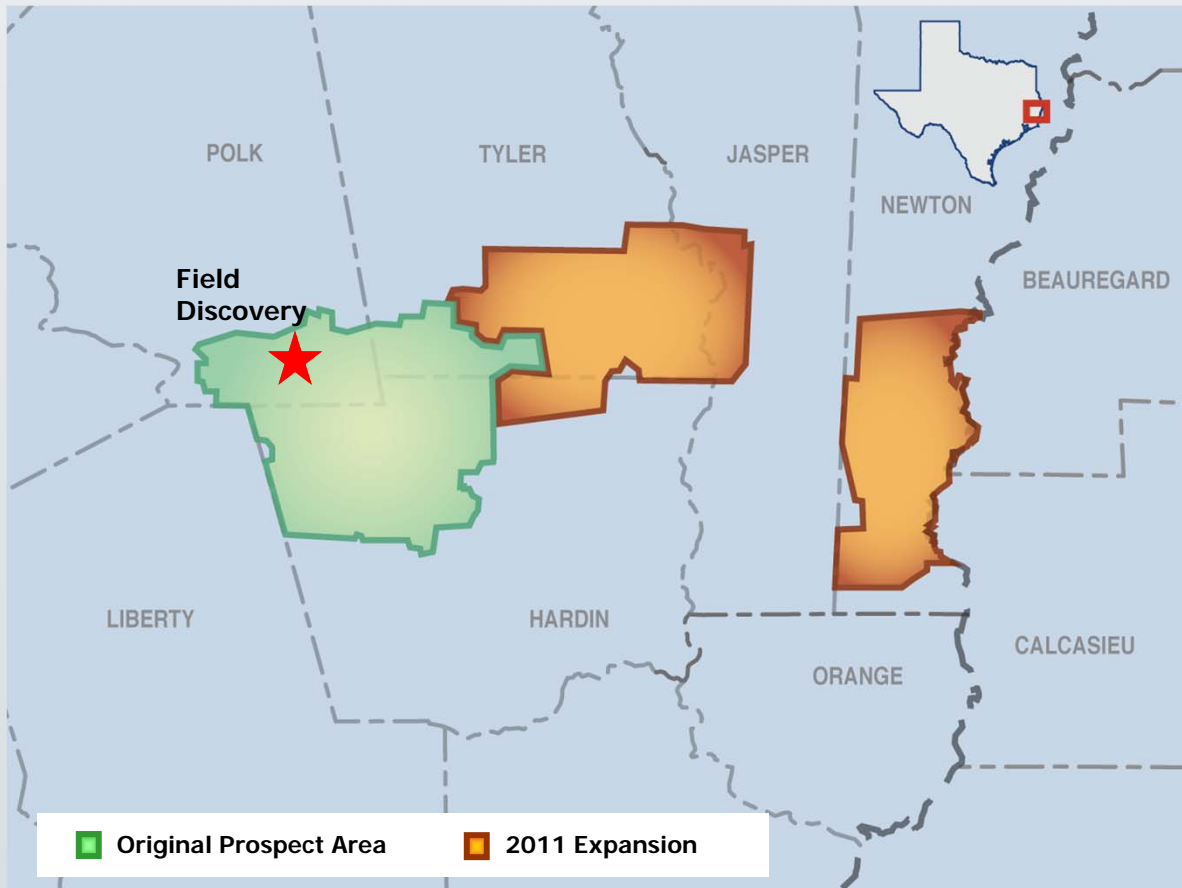 POLK
TYLER
JASPER
NEWTON
BEAUREGARD
Field
Discovery
LIBERTY
HARDIN
ORANGE
CALCASIEU
Original Prospect Area
2011 Expansion